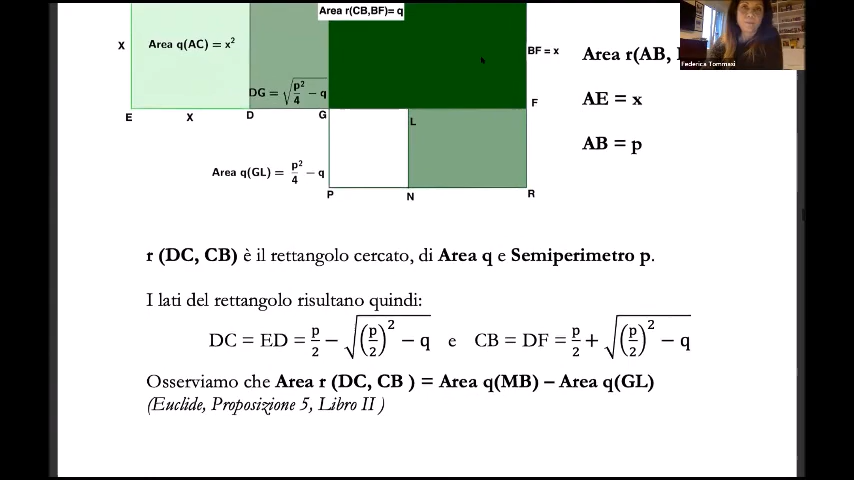 Area r(CB,BF)= q
X
Area q(AC) = x²
BF = x
Area r(AB,
Federica Tommasi
DG = √(p²/4 − q)
F
AE = x
E
X
D
G
L
AB = p
Area q(GL) = p²/4 − q
P
N
R
r (DC, CB) è il rettangolo cercato, di Area q e Semiperimetro p.
I lati del rettangolo risultano quindi:
DC = ED = p/2 − √((p/2)² − q) e CB = DF = p/2 + √((p/2)² − q)
Osserviamo che Area r (DC, CB ) = Area q(MB) – Area q(GL)
(Euclide, Proposizione 5, Libro II )